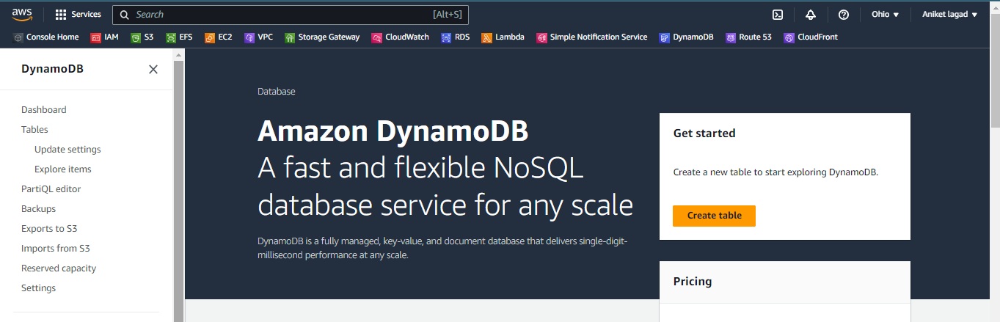 aws
Services
Search
[Alt+S]
Ohio ▼
Aniket lagad ▼
Console Home
IAM
S3
EFS
EC2
VPC
Storage Gateway
CloudWatch
RDS
Lambda
Simple Notification Service
DynamoDB
Route 53
CloudFront
DynamoDB
Dashboard
Tables
Update settings
Explore items
PartiQL editor
Backups
Exports to S3
Imports from S3
Reserved capacity
Settings
Database
Amazon DynamoDB
A fast and flexible NoSQL
database service for any scale
DynamoDB is a fully managed, key-value, and document database that delivers single-digit-
millisecond performance at any scale.
Get started
Create a new table to start exploring DynamoDB.
Create table
Pricing